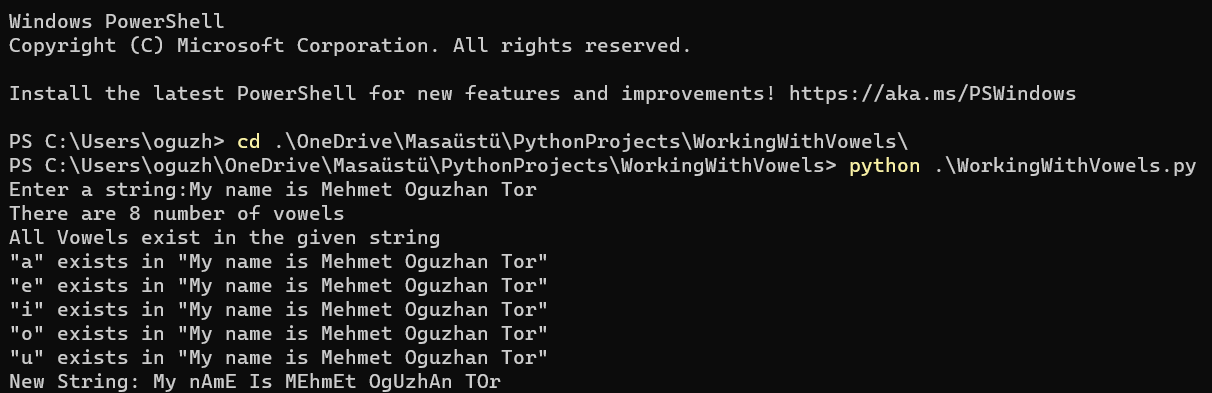 Windows PowerShell
Copyright (C) Microsoft Corporation. All rights reserved.
Install the latest PowerShell for new features and improvements! https://aka.ms/PSWindows
PS C:\Users\oguzh> cd .\OneDrive\Masaüstü\PythonProjects\WorkingWithVowels\
PS C:\Users\oguzh\OneDrive\Masaüstü\PythonProjects\WorkingWithVowels> python .\WorkingWithVowels.py
Enter a string:My name is Mehmet Oguzhan Tor
There are 8 number of vowels
All Vowels exist in the given string
"a" exists in "My name is Mehmet Oguzhan Tor"
"e" exists in "My name is Mehmet Oguzhan Tor"
"i" exists in "My name is Mehmet Oguzhan Tor"
"o" exists in "My name is Mehmet Oguzhan Tor"
"u" exists in "My name is Mehmet Oguzhan Tor"
New String: My nAmE Is MEhmEt OgUzhAn TOr